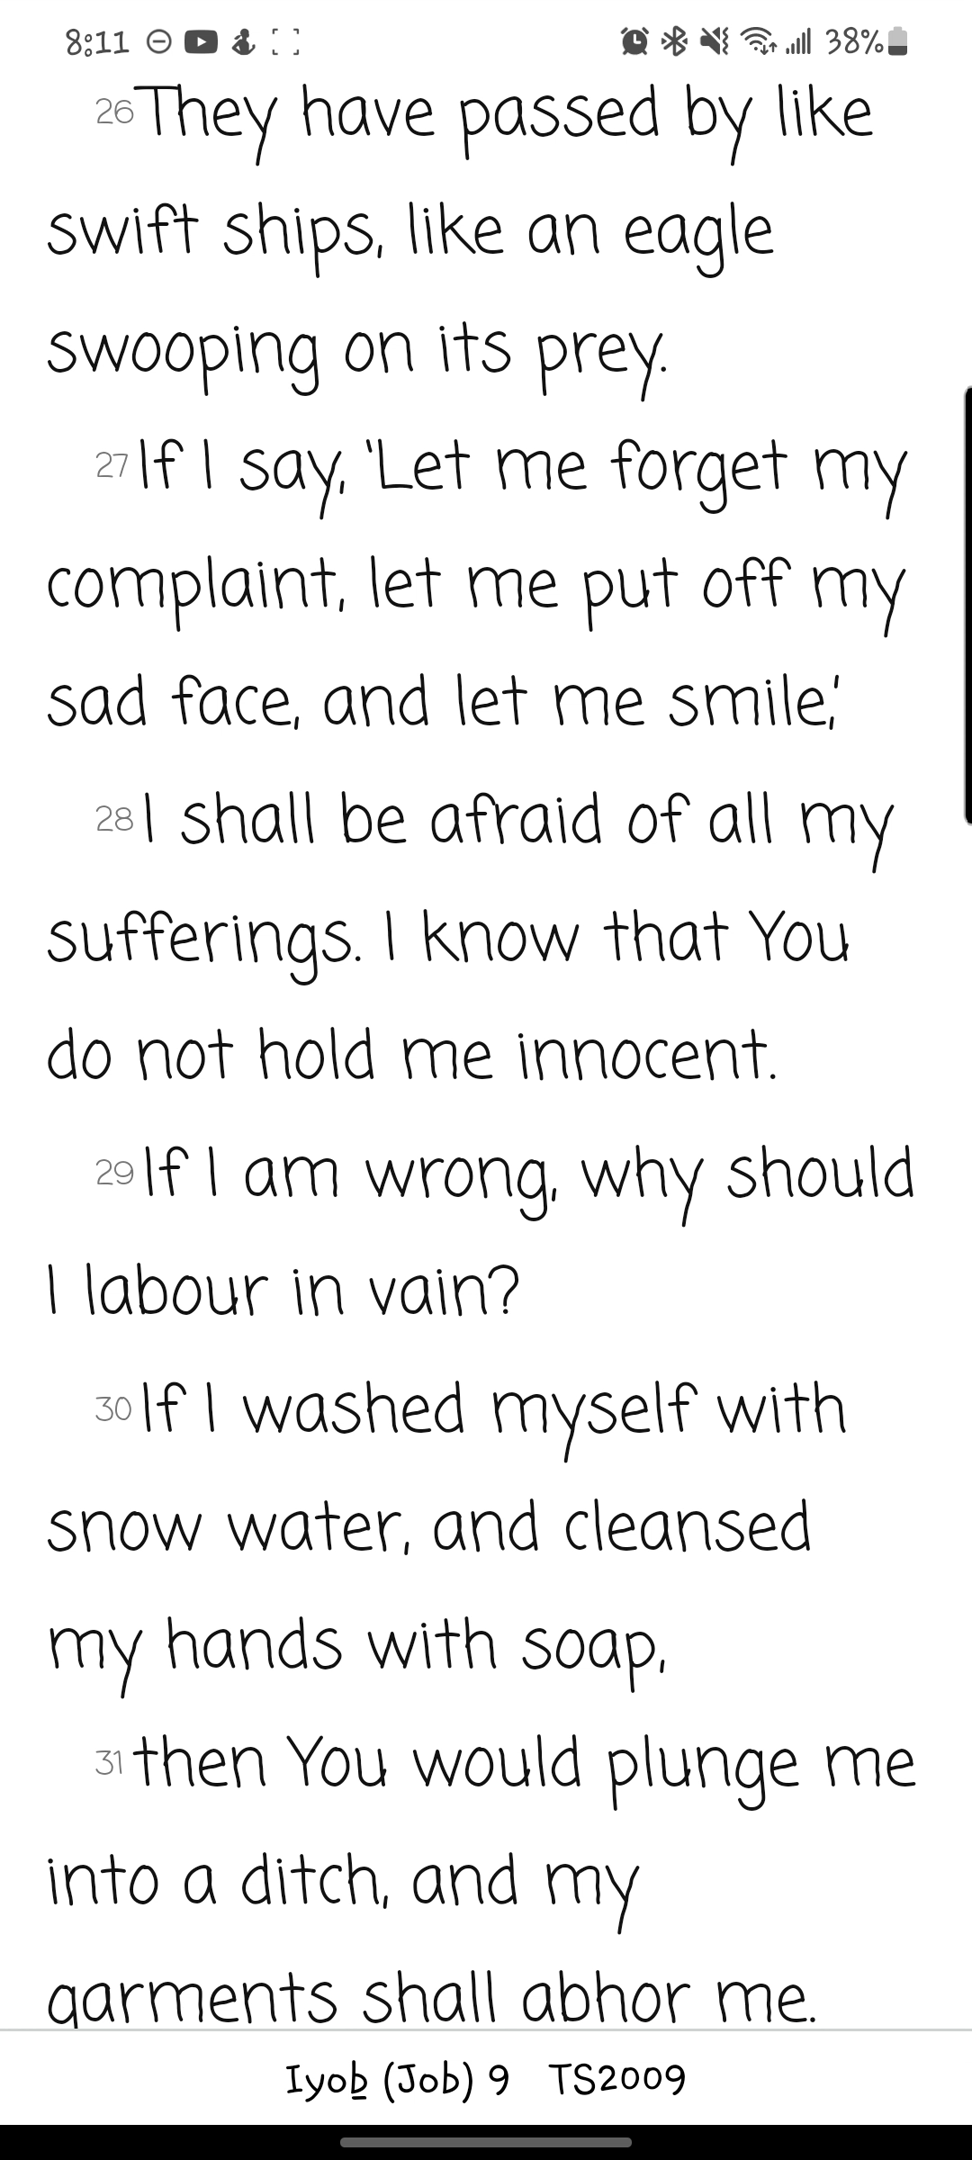 8:11 38%
26 They have passed by like
swift ships, like an eagle
swooping on its prey.
27 If I say, 'Let me forget my
complaint, let me put off my
sad face, and let me smile,'
28 I shall be afraid of all my
sufferings. I know that You
do not hold me innocent.
29 If I am wrong, why should
I labour in vain?
30 If I washed myself with
snow water, and cleansed
my hands with soap,
31 then You would plunge me
into a ditch, and my
garments shall abhor me.
Iyoḇ (Job) 9 TS2009